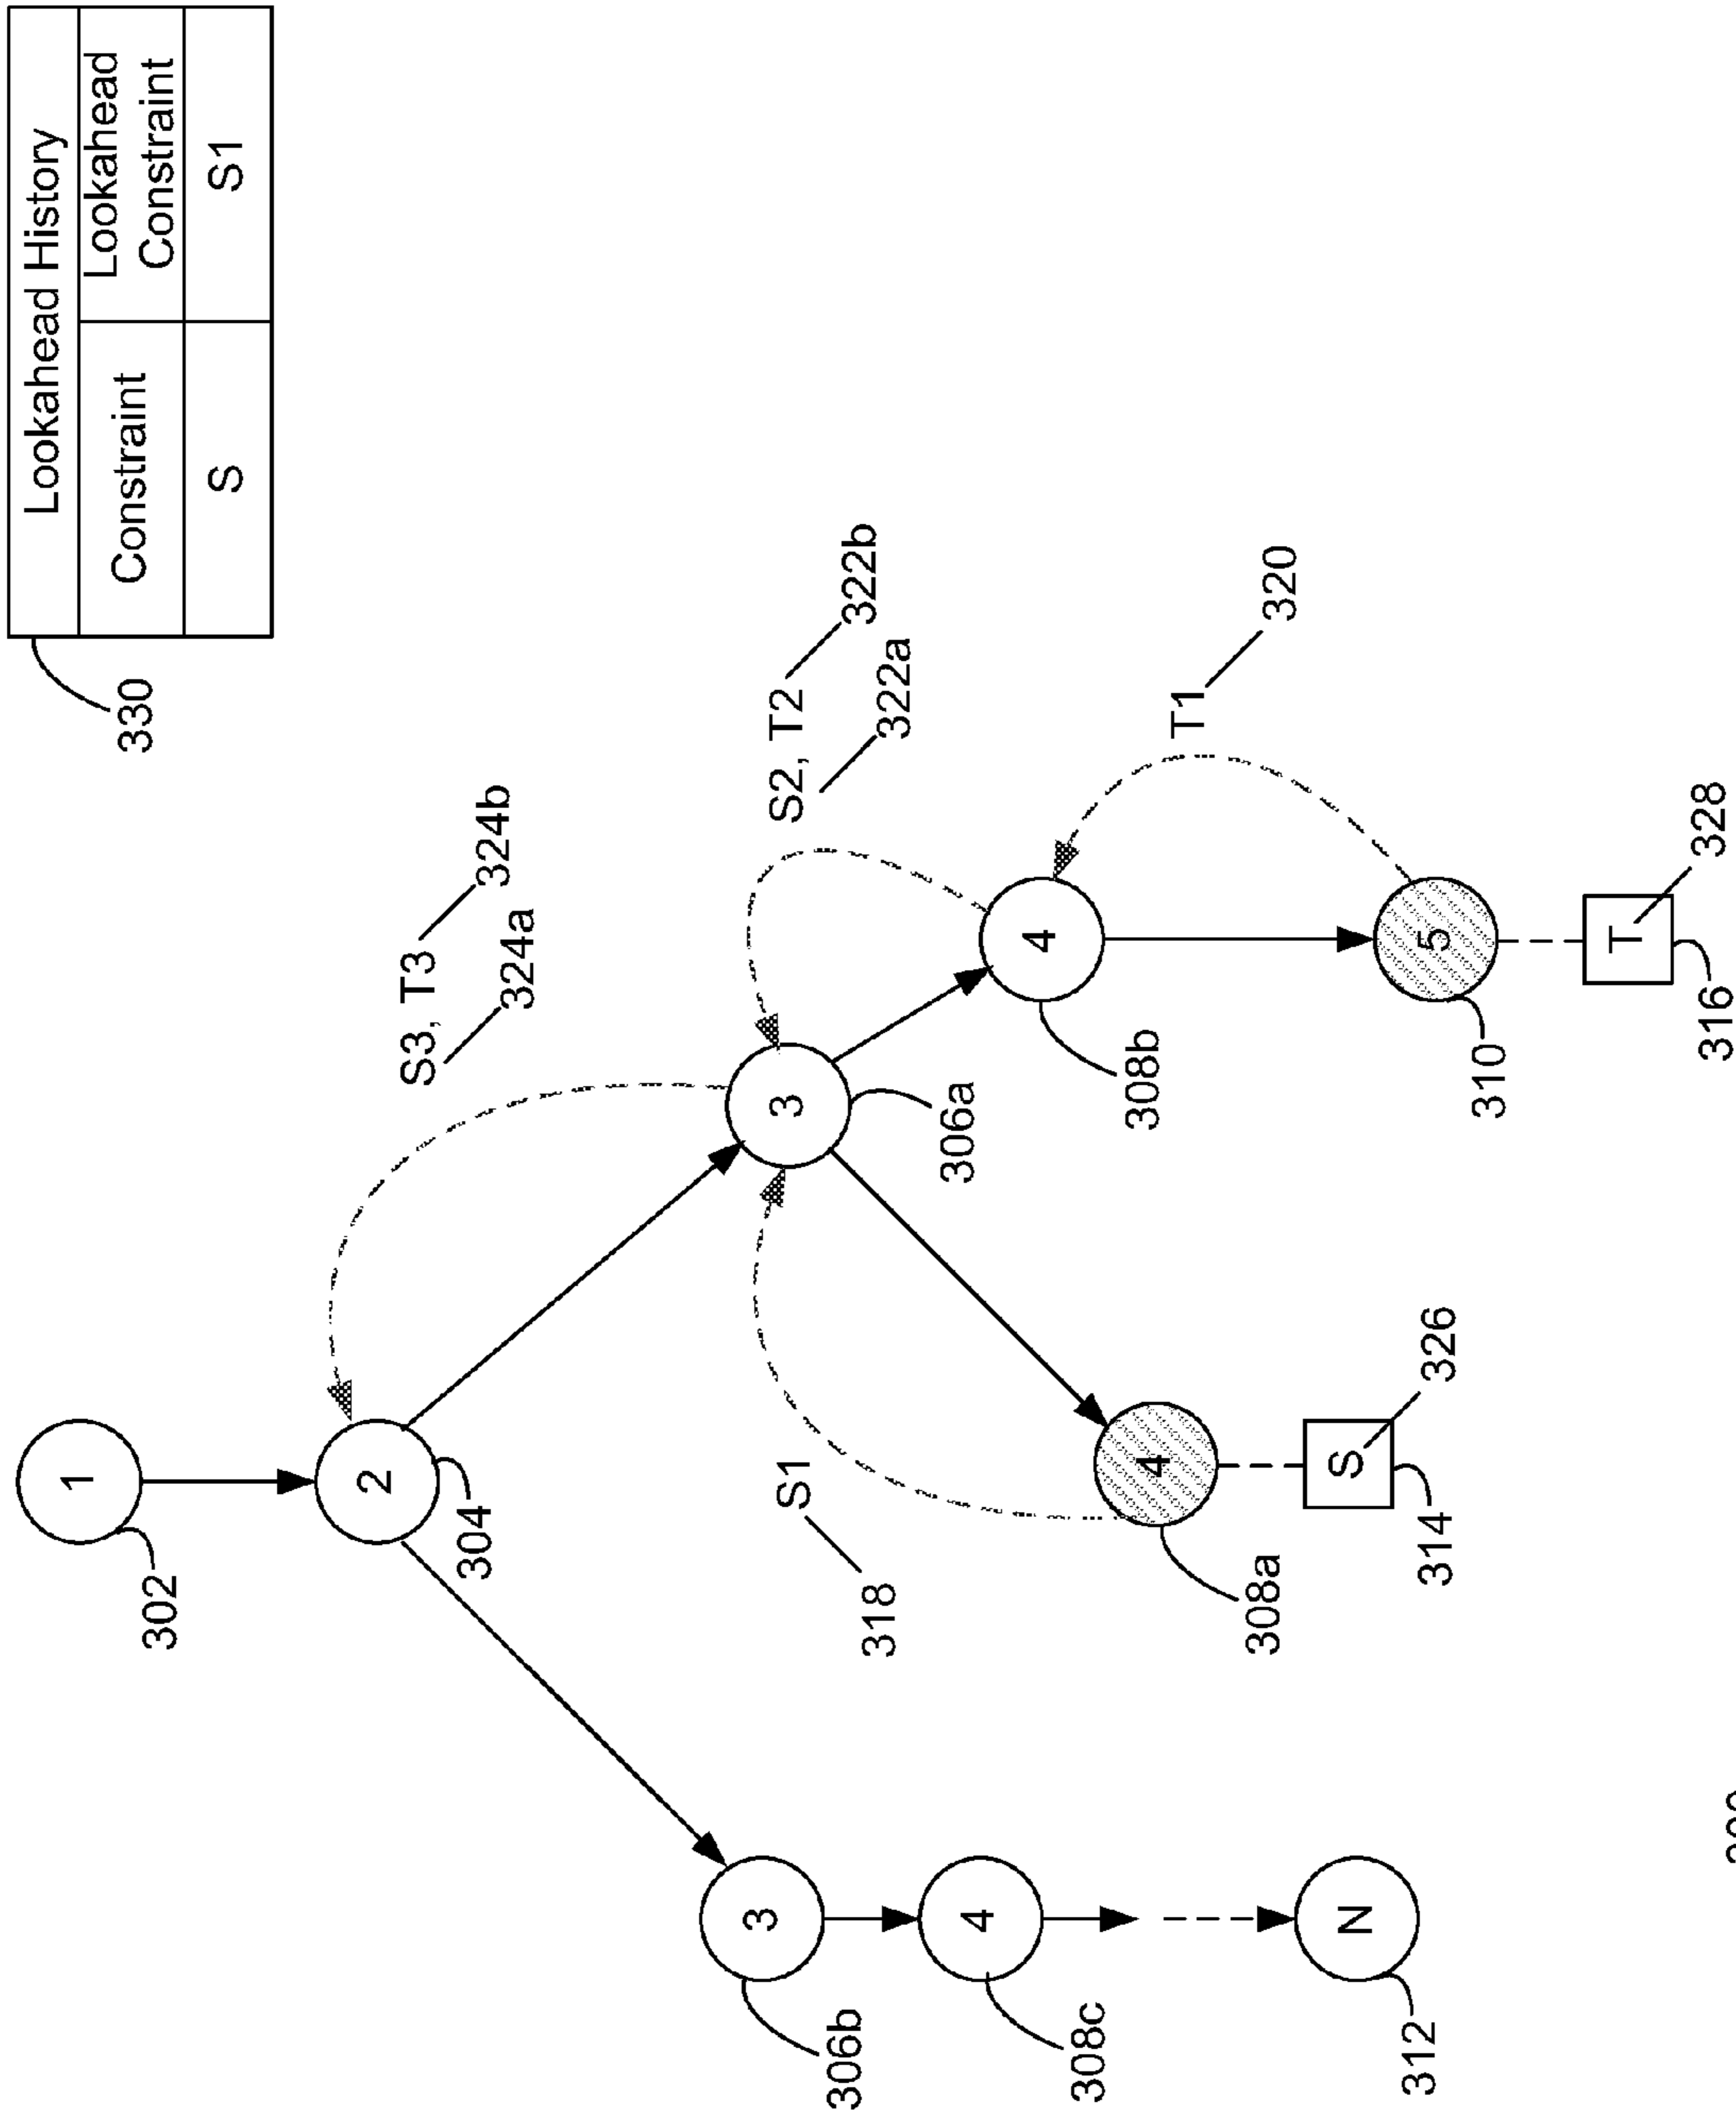 Lookahead History
Constraint
Lookahead
Constraint
S
S1
330
1
302
2
304
S3, T3
324b
324a
3
306b
3
306a
S2, T2
322b
322a
S1
318
4
308c
4
308a
4
308b
T1
320
N
312
S
326
314
5
310
T
328
316